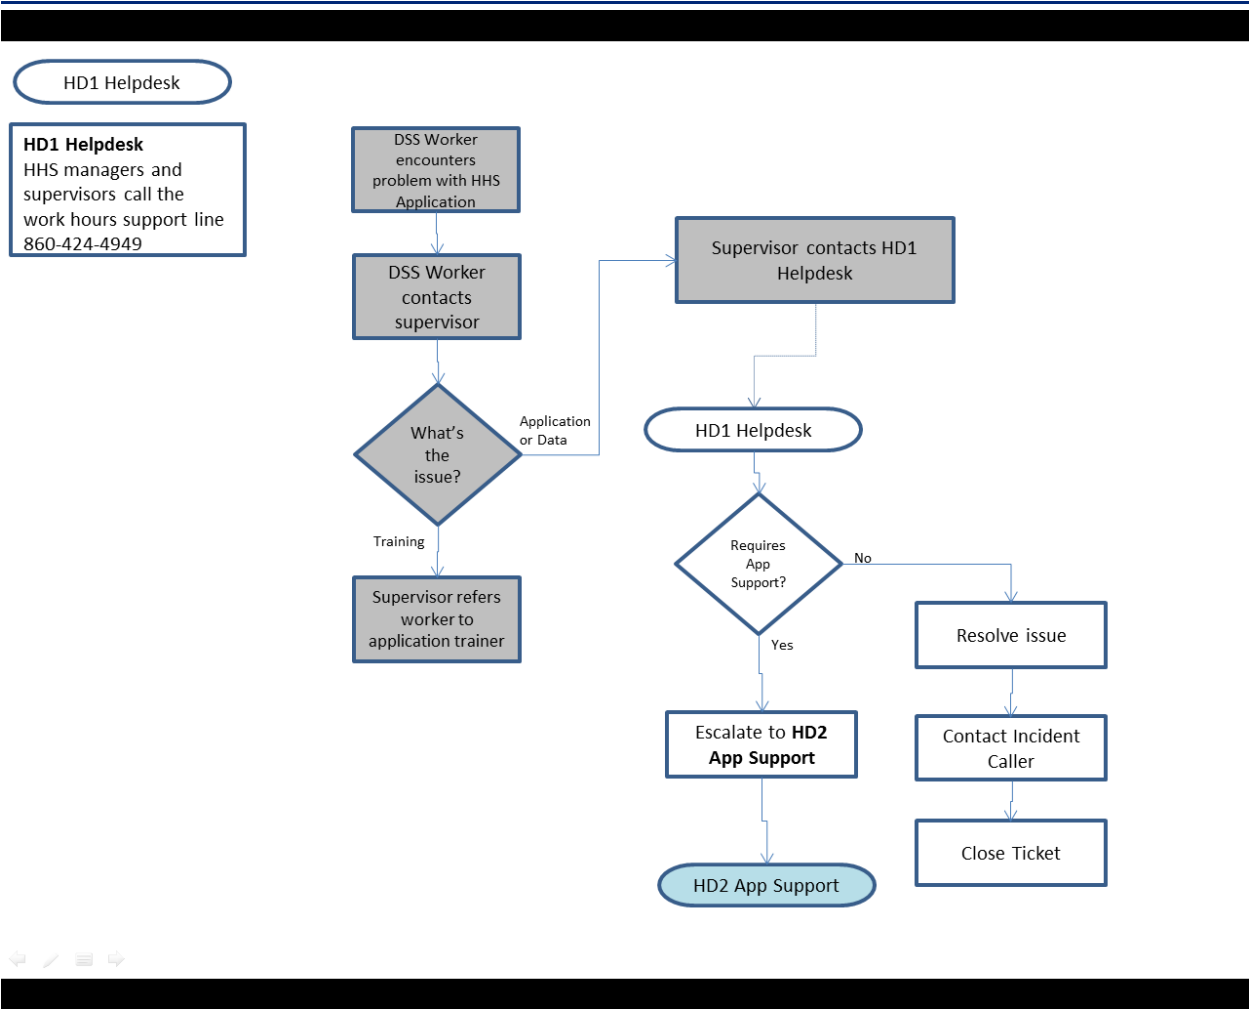 HD1 Helpdesk
HD1 Helpdesk
HHS managers and
supervisors call the
work hours support line
860-424-4949
DSS Worker
encounters
problem with HHS
Application
DSS Worker
contacts
supervisor
What's
the
issue?
Application
or Data
Training
Supervisor refers
worker to
application trainer
Supervisor contacts HD1
Helpdesk
HD1 Helpdesk
Requires
App
Support?
No
Yes
Resolve issue
Contact Incident
Caller
Close Ticket
Escalate to HD2
App Support
HD2 App Support